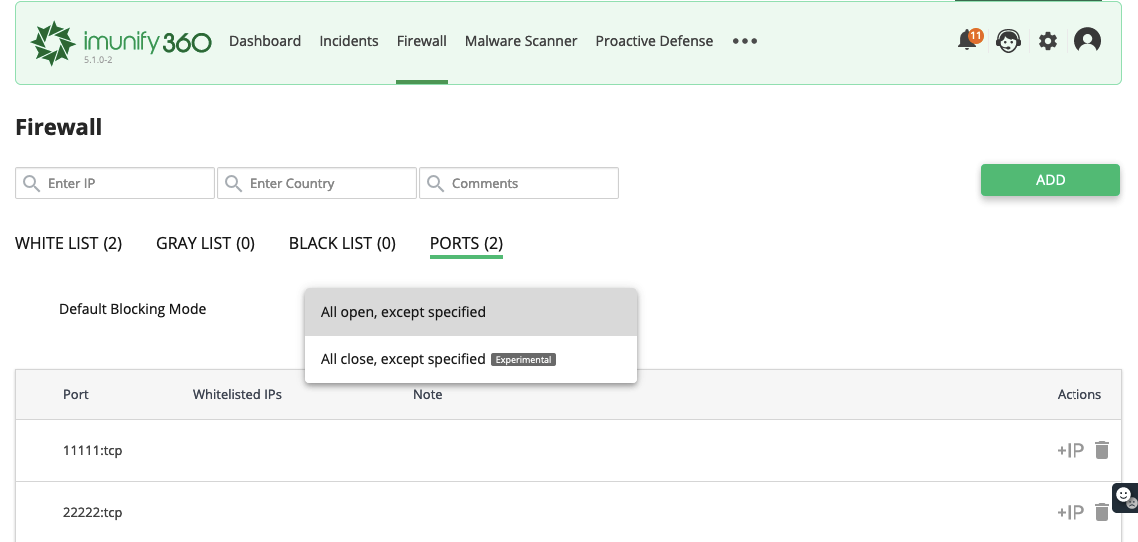 imunify360
5.1.0-2
Dashboard Incidents Firewall Malware Scanner Proactive Defense •••
11
Firewall
Enter IP Enter Country Comments
ADD
WHITE LIST (2) GRAY LIST (0) BLACK LIST (0) PORTS (2)
Default Blocking Mode
All open, except specified
All close, except specified Experimental
Port Whitelisted IPs Note Actions
11111:tcp +IP
22222:tcp +IP